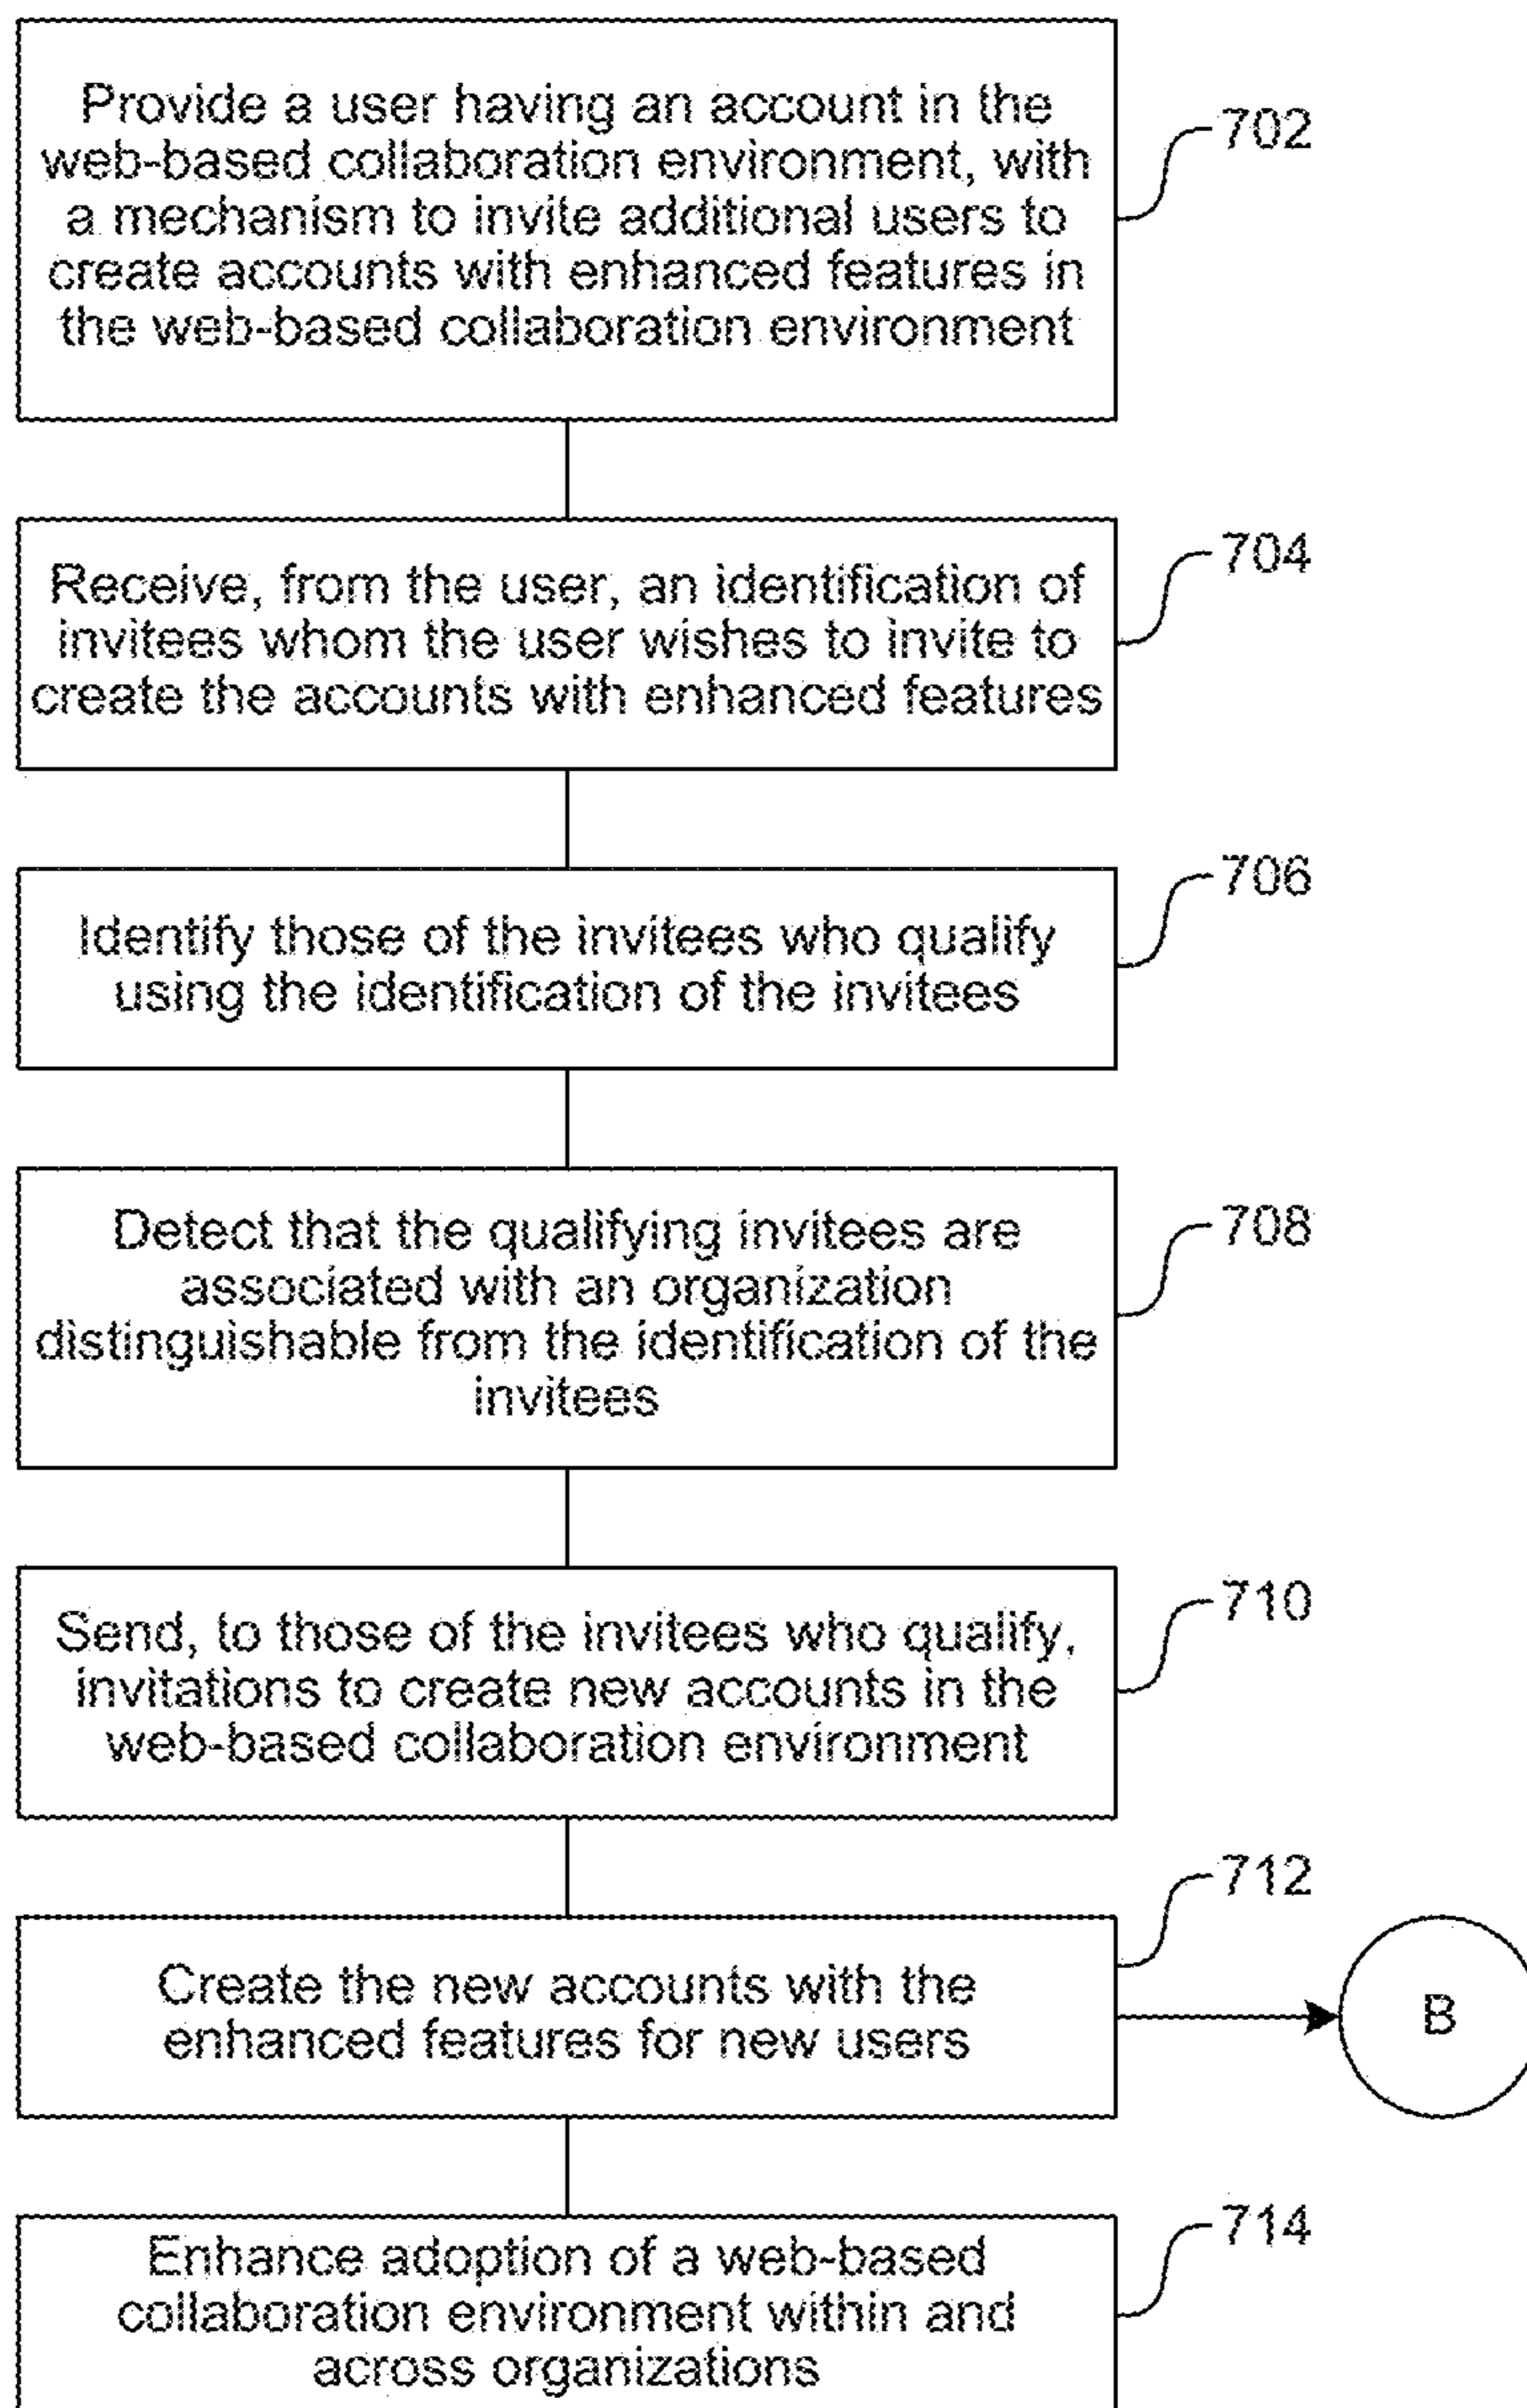 Provide a user having an account in the
web-based collaboration environment, with
a mechanism to invite additional users to
create accounts with enhanced features in
the web-based collaboration environment
702
Receive, from the user, an identification of
invitees whom the user wishes to invite to
create the accounts with enhanced features
704
Identify those of the invitees who qualify
using the identification of the invitees
706
Detect that the qualifying invitees are
associated with an organization
distinguishable from the identification of the
invitees
708
Send, to those of the invitees who qualify,
invitations to create new accounts in the
web-based collaboration environment
710
Create the new accounts with the
enhanced features for new users
712
B
Enhance adoption of a web-based
collaboration environment within and
across organizations
714